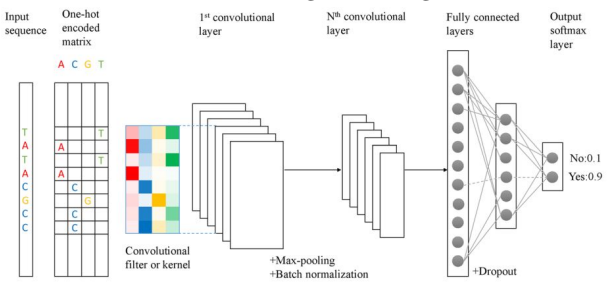 Input
sequence
One-hot
encoded
matrix
1st convolutional
layer
Nth convolutional
layer
Fully connected
layers
Output
softmax
layer
A C G T
T
A
T
A
C
G
C
C
T
A
T
A
C
G
C
C
No:0.1
Yes:0.9
Convolutional
filter or kernel
+Max-pooling
+Batch normalization
+Dropout